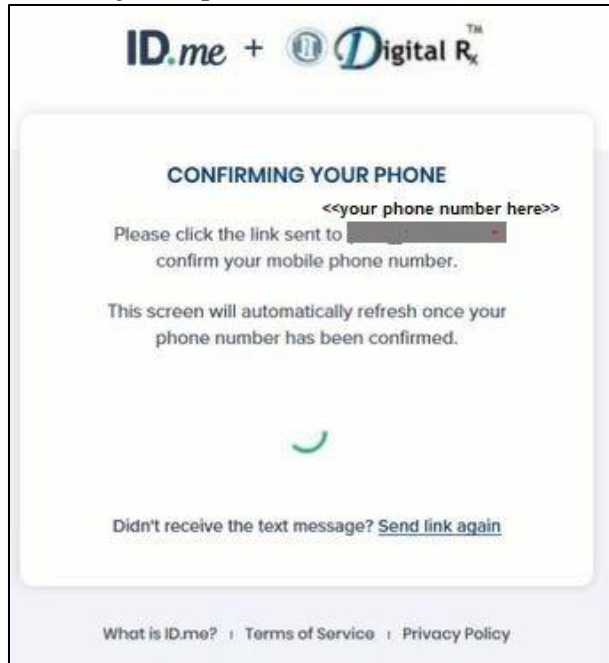 ID.me + Digital Rx™
CONFIRMING YOUR PHONE
<<your phone number here>>
Please click the link sent to
confirm your mobile phone number.
This screen will automatically refresh once your
phone number has been confirmed.
Didn't receive the text message? Send link again
What is ID.me? | Terms of Service | Privacy Policy